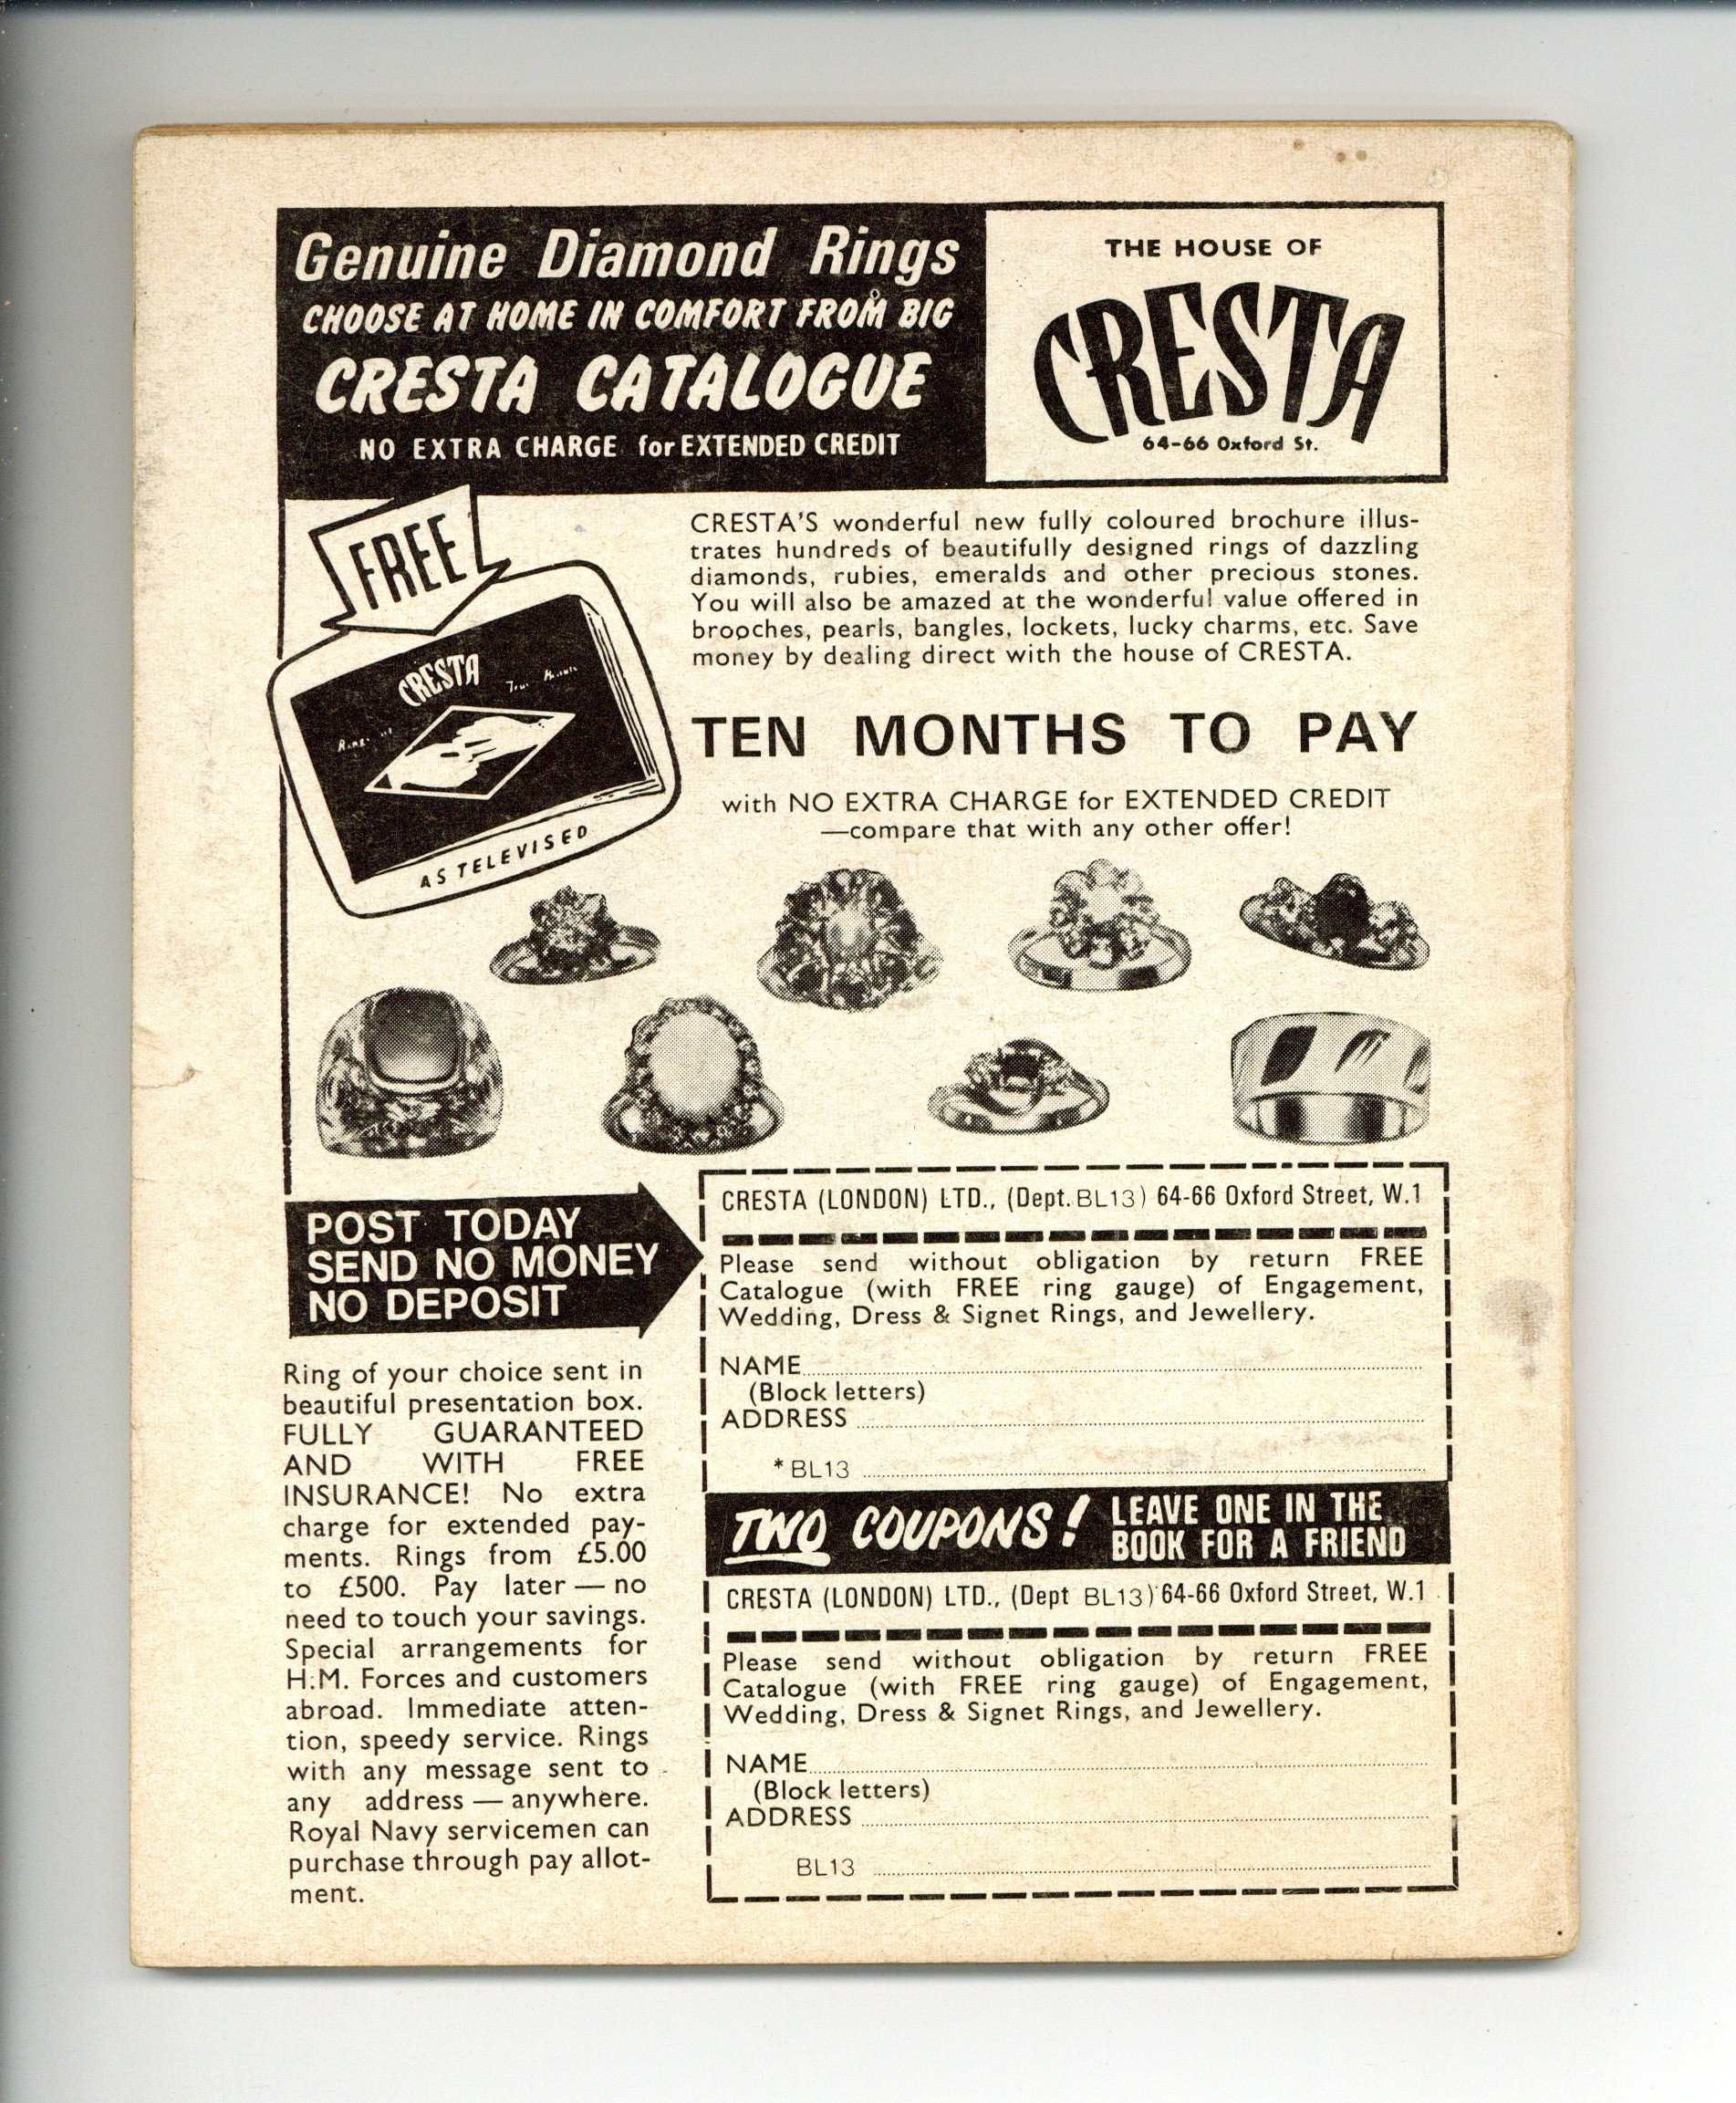 Genuine Diamond Rings
CHOOSE AT HOME IN COMFORT FROM BIG
CRESTA CATALOGUE
NO EXTRA CHARGE for EXTENDED CREDIT
THE HOUSE OF
CRESTA
64-66 Oxford St.
FREE
CRESTA
AS TELEVISED
CRESTA'S wonderful new fully coloured brochure illus-
trates hundreds of beautifully designed rings of dazzling
diamonds, rubies, emeralds and other precious stones.
You will also be amazed at the wonderful value offered in
brooches, pearls, bangles, lockets, lucky charms, etc. Save
money by dealing direct with the house of CRESTA.
TEN MONTHS TO PAY
with NO EXTRA CHARGE for EXTENDED CREDIT
—compare that with any other offer!
POST TODAY
SEND NO MONEY
NO DEPOSIT
Ring of your choice sent in
beautiful presentation box.
FULLY GUARANTEED
AND WITH FREE
INSURANCE! No extra
charge for extended pay-
ments. Rings from £5.00
to £500. Pay later — no
need to touch your savings.
Special arrangements for
H.M. Forces and customers
abroad. Immediate atten-
tion, speedy service. Rings
with any message sent to
any address — anywhere.
Royal Navy servicemen can
purchase through pay allot-
ment.
CRESTA (LONDON) LTD., (Dept. BL13) 64-66 Oxford Street, W.1
Please send without obligation by return FREE
Catalogue (with FREE ring gauge) of Engagement,
Wedding, Dress & Signet Rings, and Jewellery.
NAME
(Block letters)
ADDRESS
* BL13
TWO COUPONS! LEAVE ONE IN THE
BOOK FOR A FRIEND
CRESTA (LONDON) LTD., (Dept BL13) 64-66 Oxford Street, W.1
Please send without obligation by return FREE
Catalogue (with FREE ring gauge) of Engagement,
Wedding, Dress & Signet Rings, and Jewellery.
NAME
(Block letters)
ADDRESS
BL13